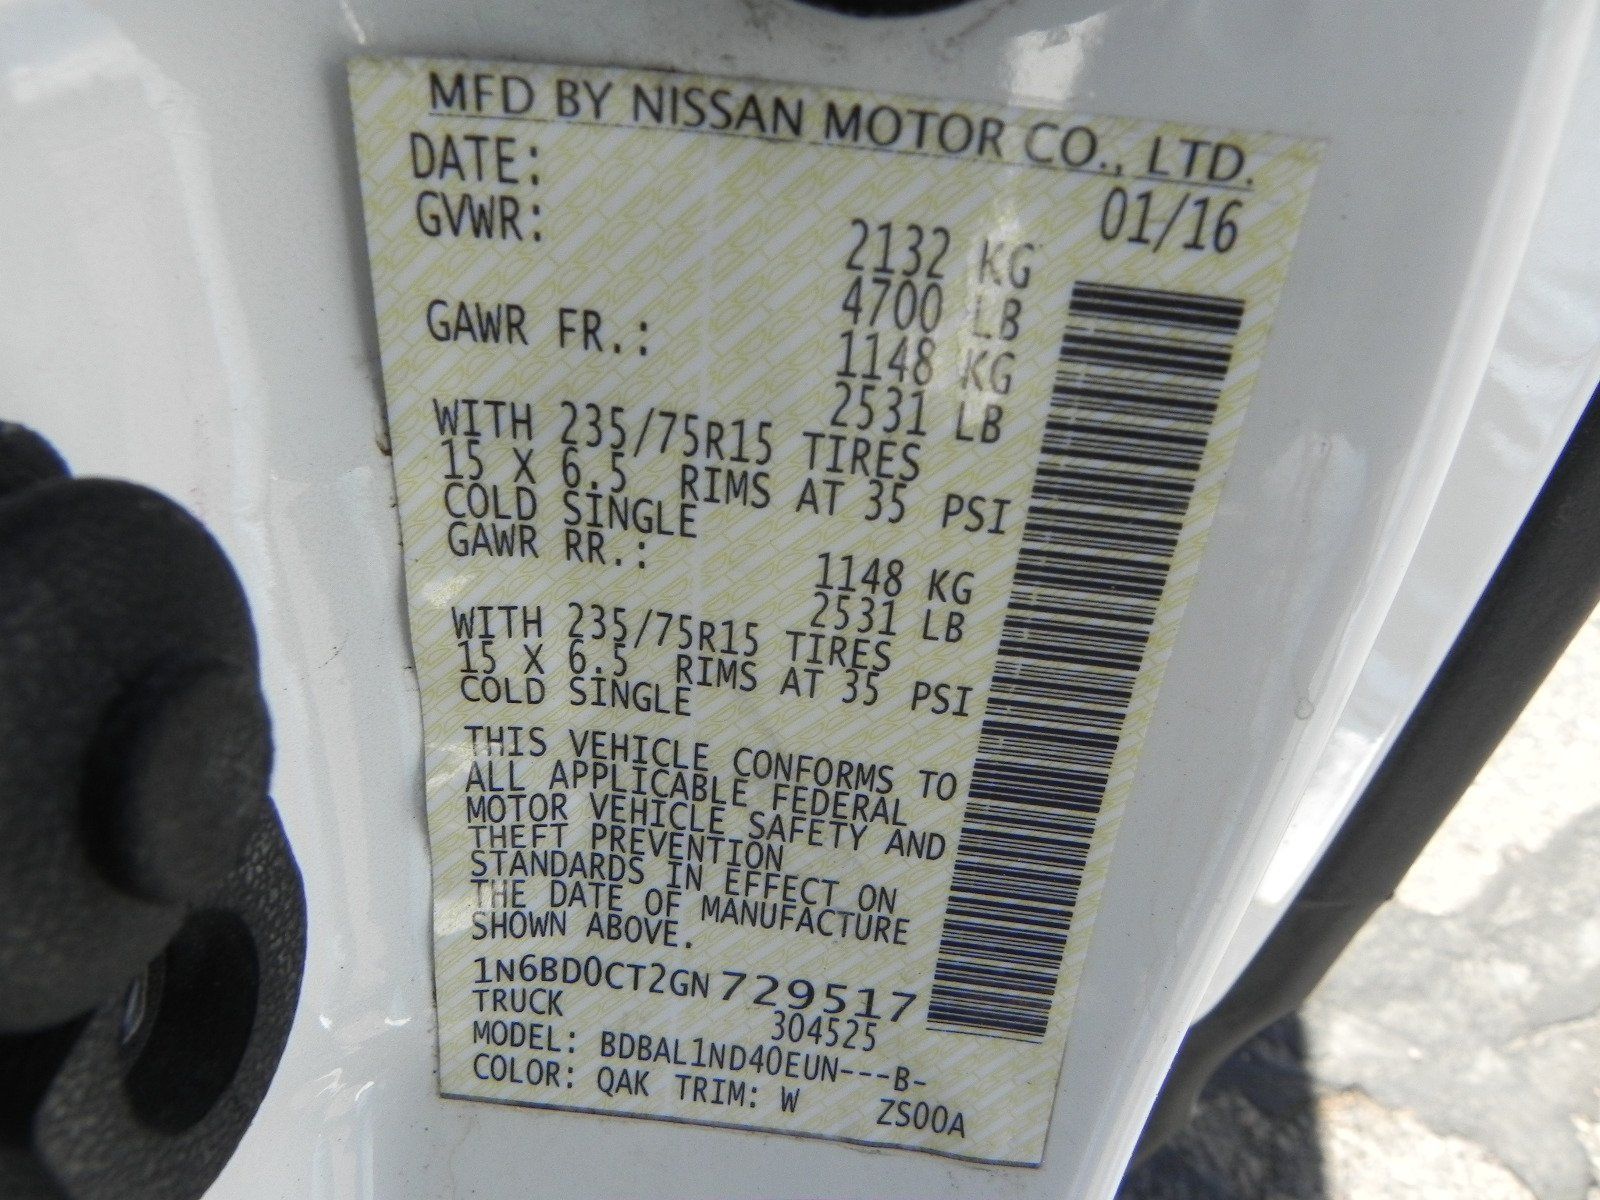 MFD BY NISSAN MOTOR CO., LTD.
DATE: 01/16
GVWR: 2132 KG
4700 LB
GAWR FR.: 1148 KG
2531 LB
WITH 235/75R15 TIRES
15 X 6.5 RIMS AT 35 PSI
COLD SINGLE
GAWR RR.: 1148 KG
2531 LB
WITH 235/75R15 TIRES
15 X 6.5 RIMS AT 35 PSI
COLD SINGLE
THIS VEHICLE CONFORMS TO
ALL APPLICABLE FEDERAL
MOTOR VEHICLE SAFETY AND
THEFT PREVENTION
STANDARDS IN EFFECT ON
THE DATE OF MANUFACTURE
SHOWN ABOVE.
1N6BD0CT2GN729517
TRUCK 304525
MODEL: BDBAL1ND40EUN---B-
COLOR: QAK TRIM: W ZS00A